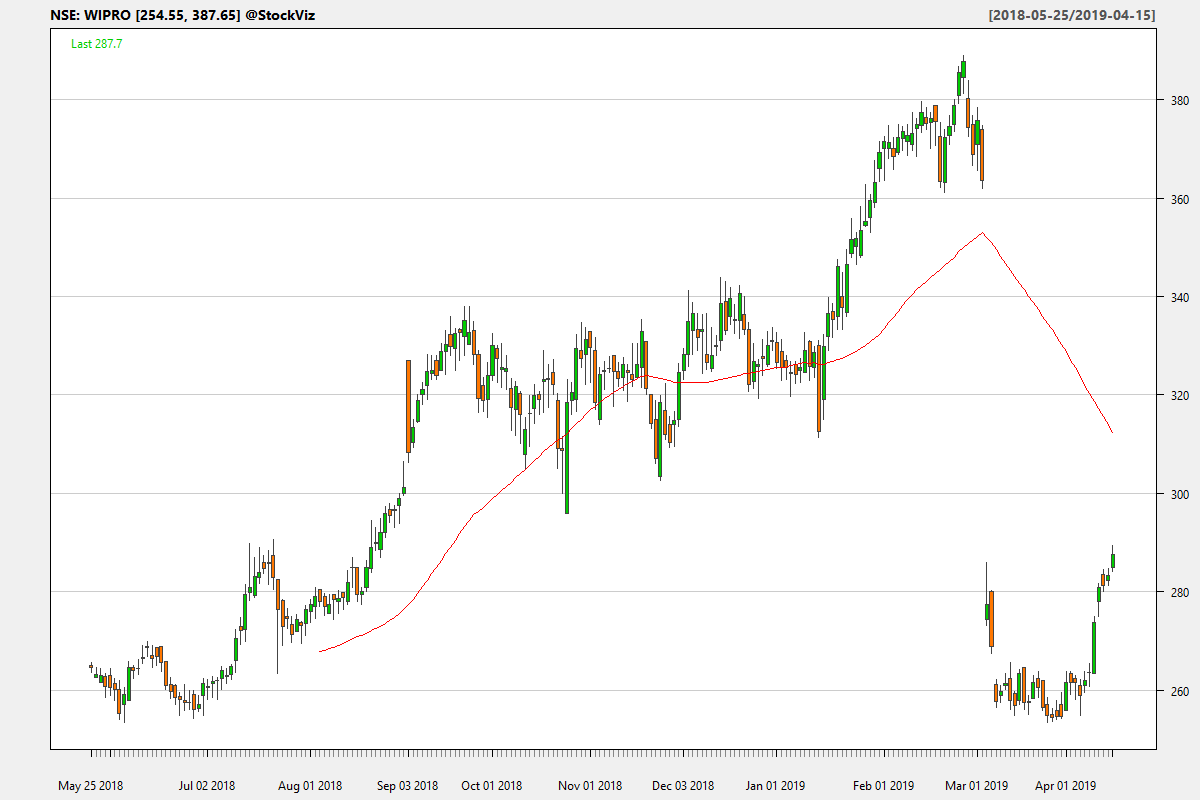 NSE: WIPRO [254.55, 387.65] @StockViz
[2018-05-25/2019-04-15]
Last 287.7
380
360
340
320
300
280
260
May 25 2018 Jul 02 2018 Aug 01 2018 Sep 03 2018 Oct 01 2018 Nov 01 2018 Dec 03 2018 Jan 01 2019 Feb 01 2019 Mar 01 2019 Apr 01 2019